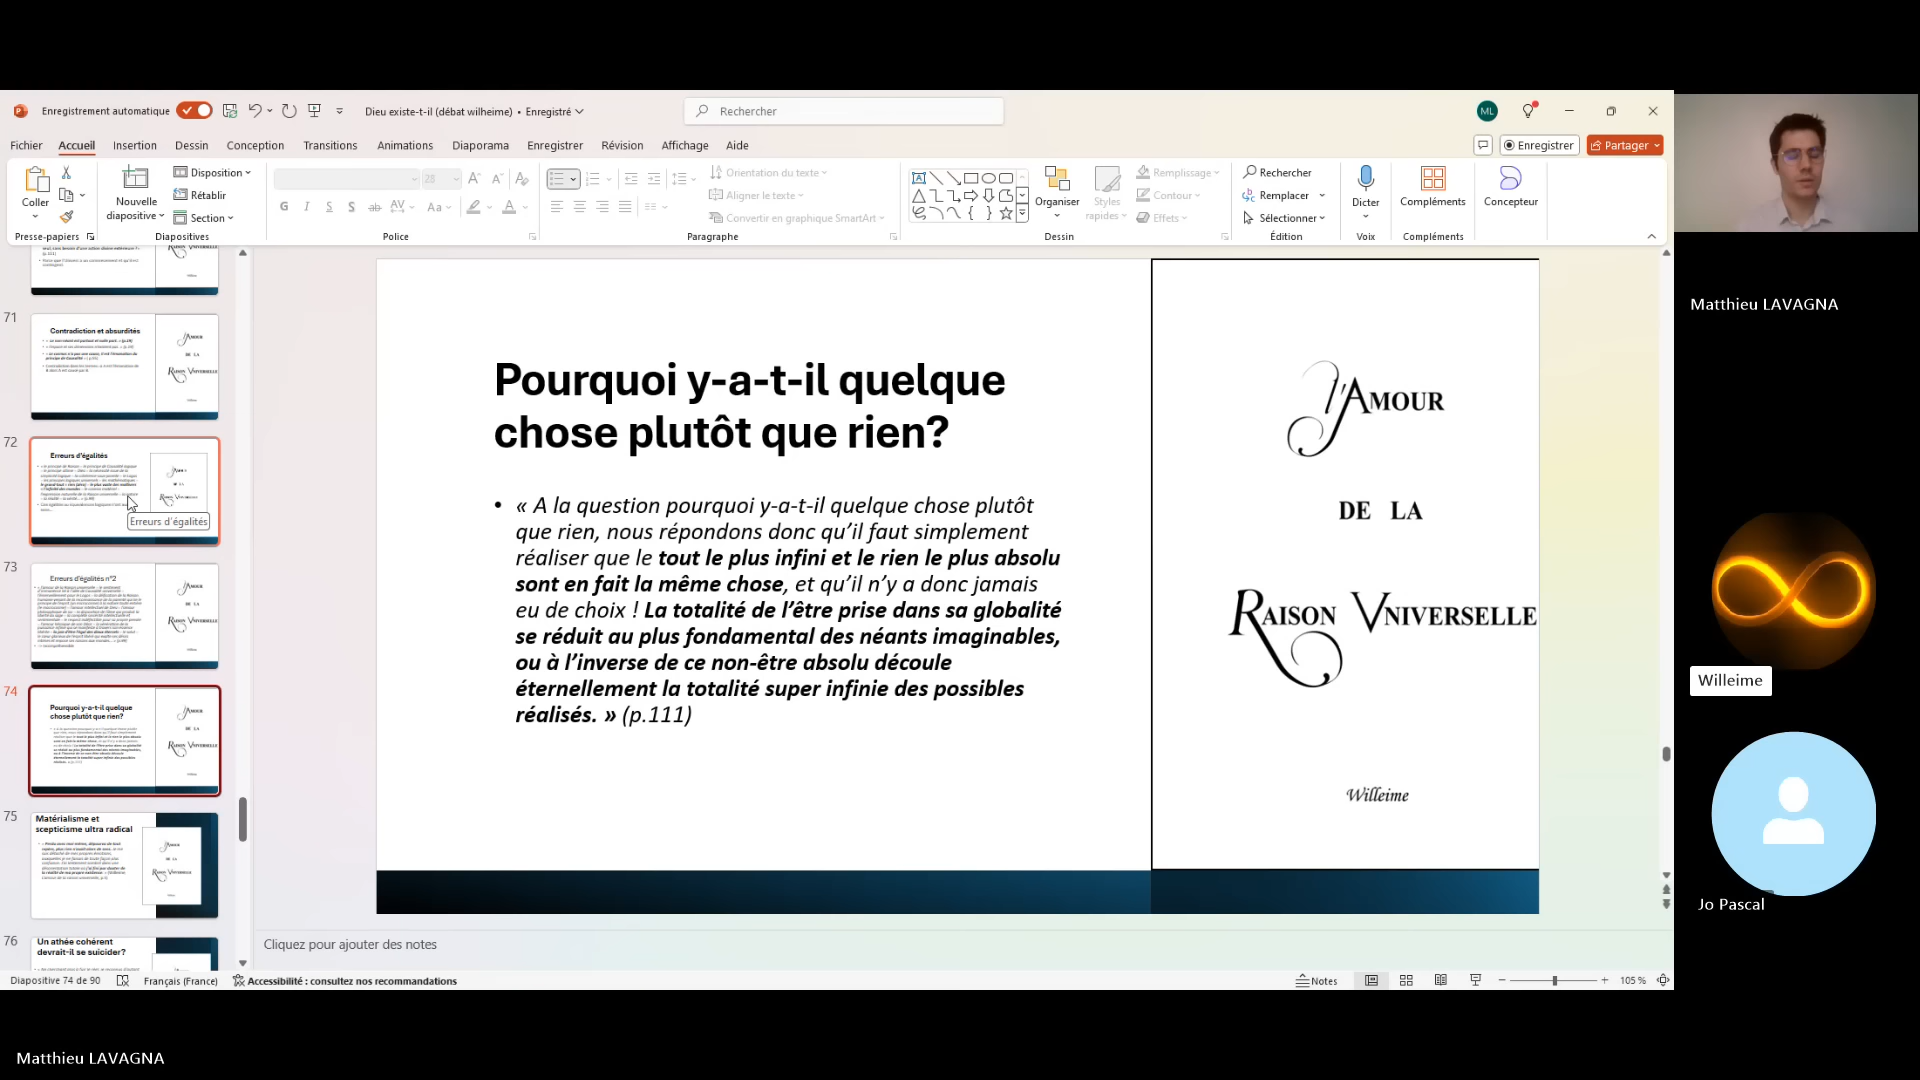 Enregistrement automatique
Dieu existe-t-il (débat wilheime) • Enregistré
Rechercher
ML
Fichier
Accueil
Insertion
Dessin
Conception
Transitions
Animations
Diaporama
Enregistrer
Révision
Affichage
Aide
Enregistrer
Partager
Coller
Presse-papiers
Nouvelle
diapositive
Disposition
Rétablir
Section
Diapositives
28
Police
Orientation du texte
Aligner le texte
Convertir en graphique SmartArt
Paragraphe
Organiser
Styles
rapides
Remplissage
Contour
Effets
Dessin
Rechercher
Remplacer
Sélectionner
Édition
Dicter
Voix
Compléments
Compléments
Concepteur
71
Contradiction et absurdités
72
Erreurs d'égalités
Erreurs d'égalités
73
Erreurs d'égalités n°2
74
Pourquoi y-a-t-il quelque
chose plutôt que rien?
75
Matérialisme et
scepticisme ultra radical
76
Un athée cohérent
devrait-il se suicider?
Pourquoi y-a-t-il quelque
chose plutôt que rien?
• « A la question pourquoi y-a-t-il quelque chose plutôt
que rien, nous répondons donc qu'il faut simplement
réaliser que le tout le plus infini et le rien le plus absolu
sont en fait la même chose, et qu'il n'y a donc jamais
eu de choix ! La totalité de l'être prise dans sa globalité
se réduit au plus fondamental des néants imaginables,
ou à l'inverse de ce non-être absolu découle
éternellement la totalité super infinie des possibles
réalisés. » (p.111)
l'AMOUR
DE LA
RAISON VNIVERSELLE
Willeime
Cliquez pour ajouter des notes
Diapositive 74 de 90
Français (France)
Accessibilité : consultez nos recommandations
Notes
105 %
Matthieu LAVAGNA
Willeime
Jo Pascal
Matthieu LAVAGNA